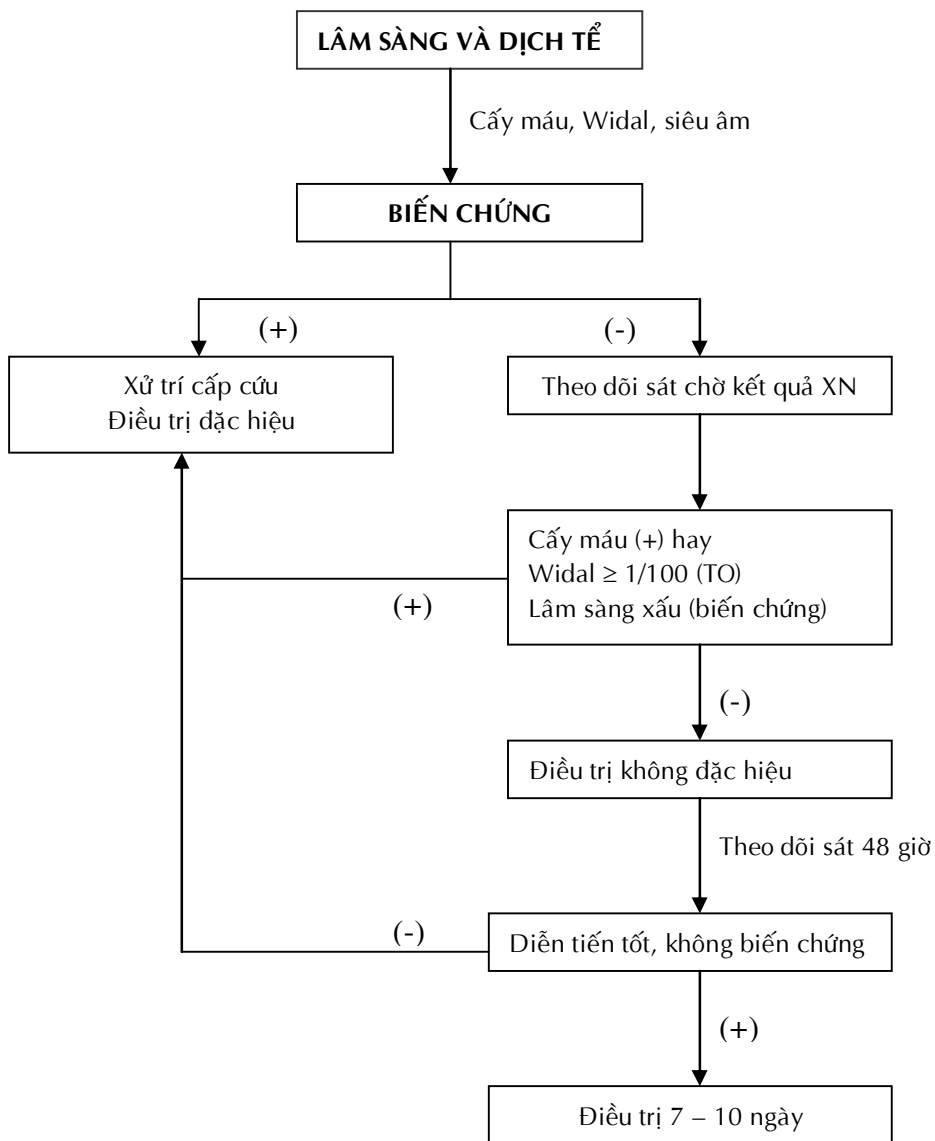 LÂM SÀNG VÀ DỊCH TỂ
Cấy máu, Widal, siêu âm
BIẾN CHỨNG
(+)
(-)
Xử trí cấp cứu
Điều trị đặc hiệu
Theo dõi sát chờ kết quả XN
Cấy máu (+) hay
Widal ≥ 1/100 (TO)
Lâm sàng xấu (biến chứng)
(+)
(-)
Điều trị không đặc hiệu
Theo dõi sát 48 giờ
(-)
Diễn tiến tốt, không biến chứng
(+)
Điều trị 7 – 10 ngày